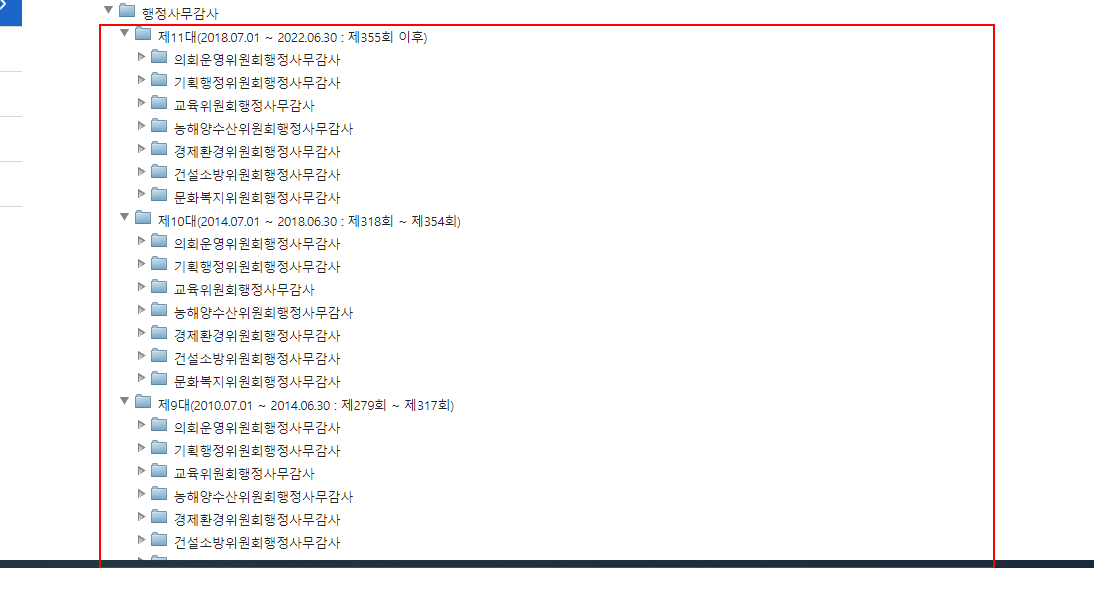 행정사무감사
제11대(2018.07.01 ~ 2022.06.30 : 제355회 이후)
의회운영위원회행정사무감사
기획행정위원회행정사무감사
교육위원회행정사무감사
농해양수산위원회행정사무감사
경제환경위원회행정사무감사
건설소방위원회행정사무감사
문화복지위원회행정사무감사
제10대(2014.07.01 ~ 2018.06.30 : 제318회 ~ 제354회)
의회운영위원회행정사무감사
기획행정위원회행정사무감사
교육위원회행정사무감사
농해양수산위원회행정사무감사
경제환경위원회행정사무감사
건설소방위원회행정사무감사
문화복지위원회행정사무감사
제9대(2010.07.01 ~ 2014.06.30 : 제279회 ~ 제317회)
의회운영위원회행정사무감사
기획행정위원회행정사무감사
교육위원회행정사무감사
농해양수산위원회행정사무감사
경제환경위원회행정사무감사
건설소방위원회행정사무감사